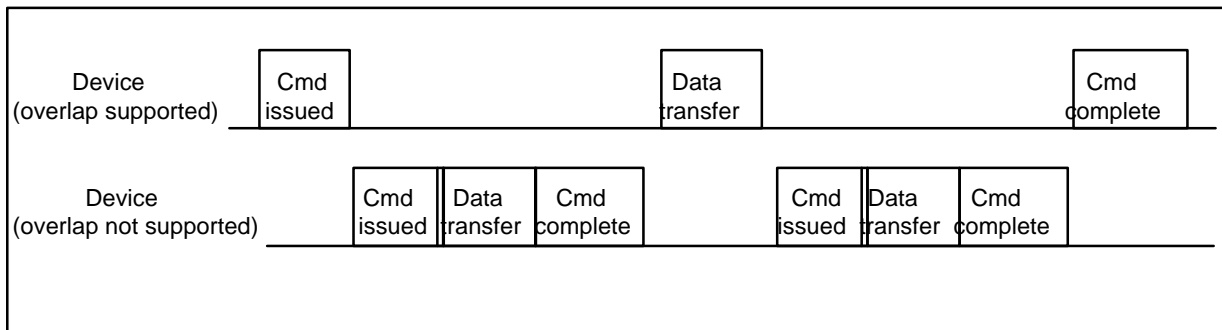 Device
(overlap supported)
Cmd
issued
Data
transfer
Cmd
complete
Device
(overlap not supported)
Cmd
issued
Data
transfer
Cmd
complete
Cmd
issued
Data
transfer
Cmd
complete